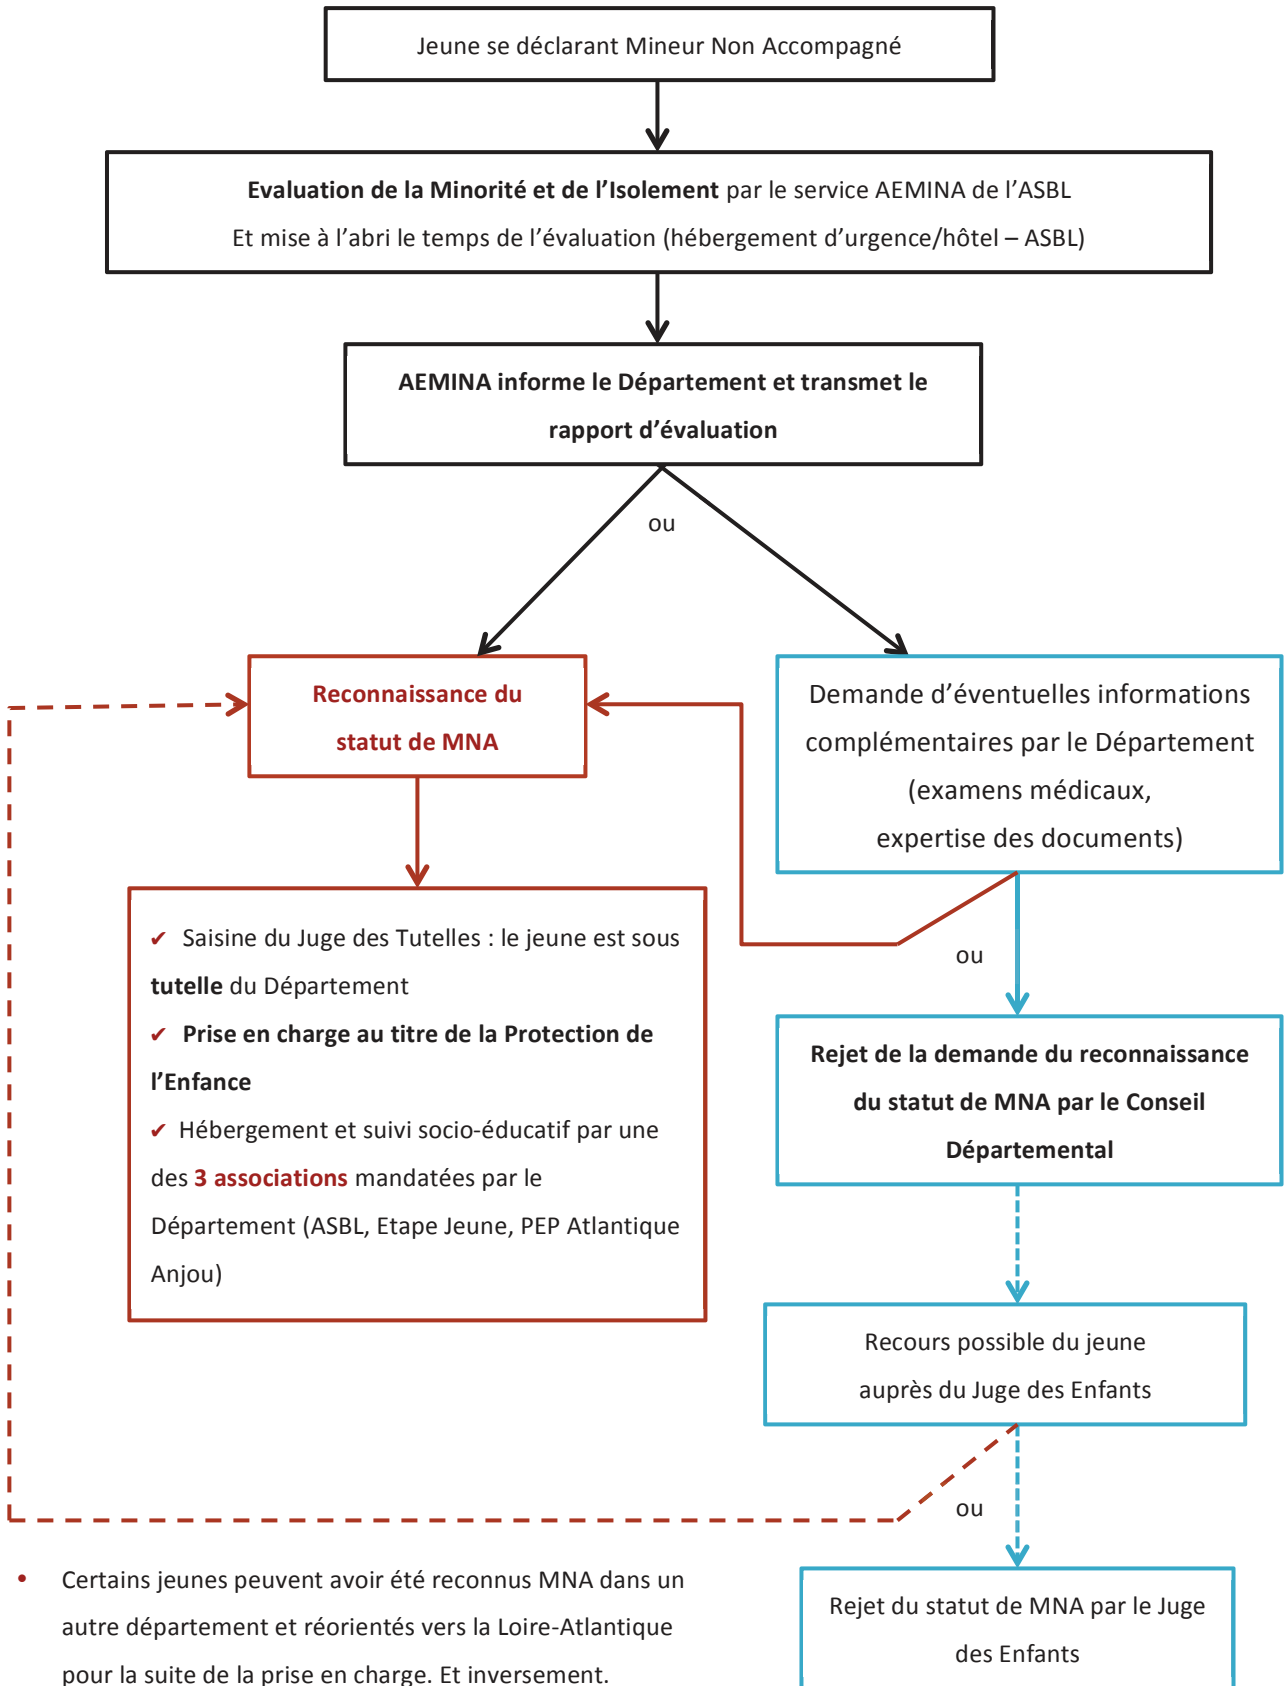 Jeune se déclarant Mineur Non Accompagné
Evaluation de la Minorité et de l’Isolement par le service AEMINA de l’ASBL
Et mise à l’abri le temps de l’évaluation (hébergement d’urgence/hôtel – ASBL)
AEMINA informe le Département et transmet le
rapport d’évaluation
ou
Reconnaissance du
statut de MNA
Demande d’éventuelles informations
complémentaires par le Département
(examens médicaux,
expertise des documents)
✔ Saisine du Juge des Tutelles : le jeune est sous
tutelle du Département
✔ Prise en charge au titre de la Protection de
l’Enfance
✔ Hébergement et suivi socio-éducatif par une
des 3 associations mandatées par le
Département (ASBL, Etape Jeune, PEP Atlantique
Anjou)
ou
Rejet de la demande du reconnaissance
du statut de MNA par le Conseil
Départemental
Recours possible du jeune
auprès du Juge des Enfants
ou
Rejet du statut de MNA par le Juge
des Enfants
• Certains jeunes peuvent avoir été reconnus MNA dans un
autre département et réorientés vers la Loire-Atlantique
pour la suite de la prise en charge. Et inversement.